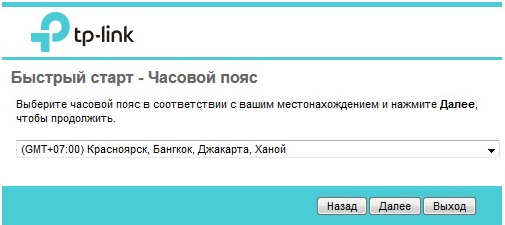 tp-link
Быстрый старт - Часовой пояс
Выберите часовой пояс в соответствии с вашим местонахождением и нажмите Далее,
чтобы продолжить.
(GMT+07:00) Красноярск, Бангкок, Джакарта, Ханой
Назад Далее Выход